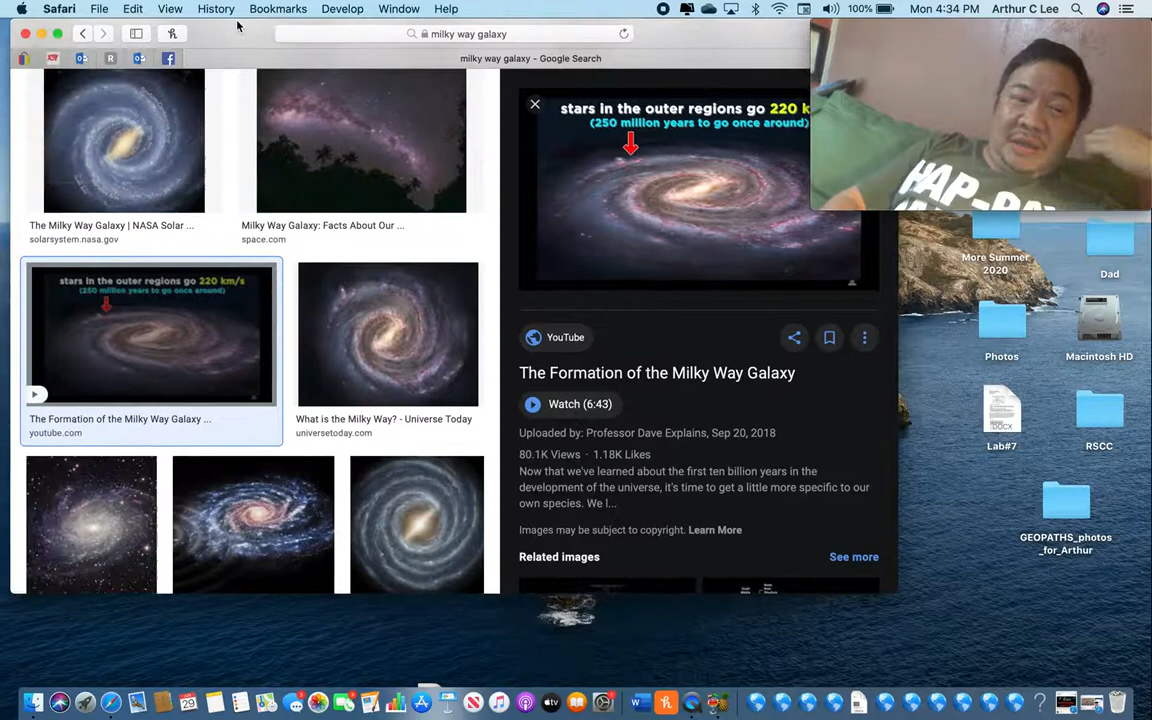 Safari File Edit View History Bookmarks Develop Window Help 100% Mon 4:34 PM Arthur C Lee
milky way galaxy
milky way galaxy - Google Search
The Milky Way Galaxy | NASA Solar ...
solarsystem.nasa.gov
Milky Way Galaxy: Facts About Our ...
space.com
stars in the outer regions go 220 km/s
(250 million years to go once around)
The Formation of the Milky Way Galaxy ...
youtube.com
What is the Milky Way? - Universe Today
universetoday.com
stars in the outer regions go 220 k
(250 million years to go once around)
YouTube
The Formation of the Milky Way Galaxy
Watch (6:43)
Uploaded by: Professor Dave Explains, Sep 20, 2018
80.1K Views · 1.18K Likes
Now that we've learned about the first ten billion years in the
development of the universe, it's time to get a little more specific to our
own species. We l...
Images may be subject to copyright. Learn More
Related images See more
HAP-PA
More Summer
2020
Dad
Photos
Macintosh HD
Lab#7
DOCX
RSCC
GEOPATHS_photos
_for_Arthur